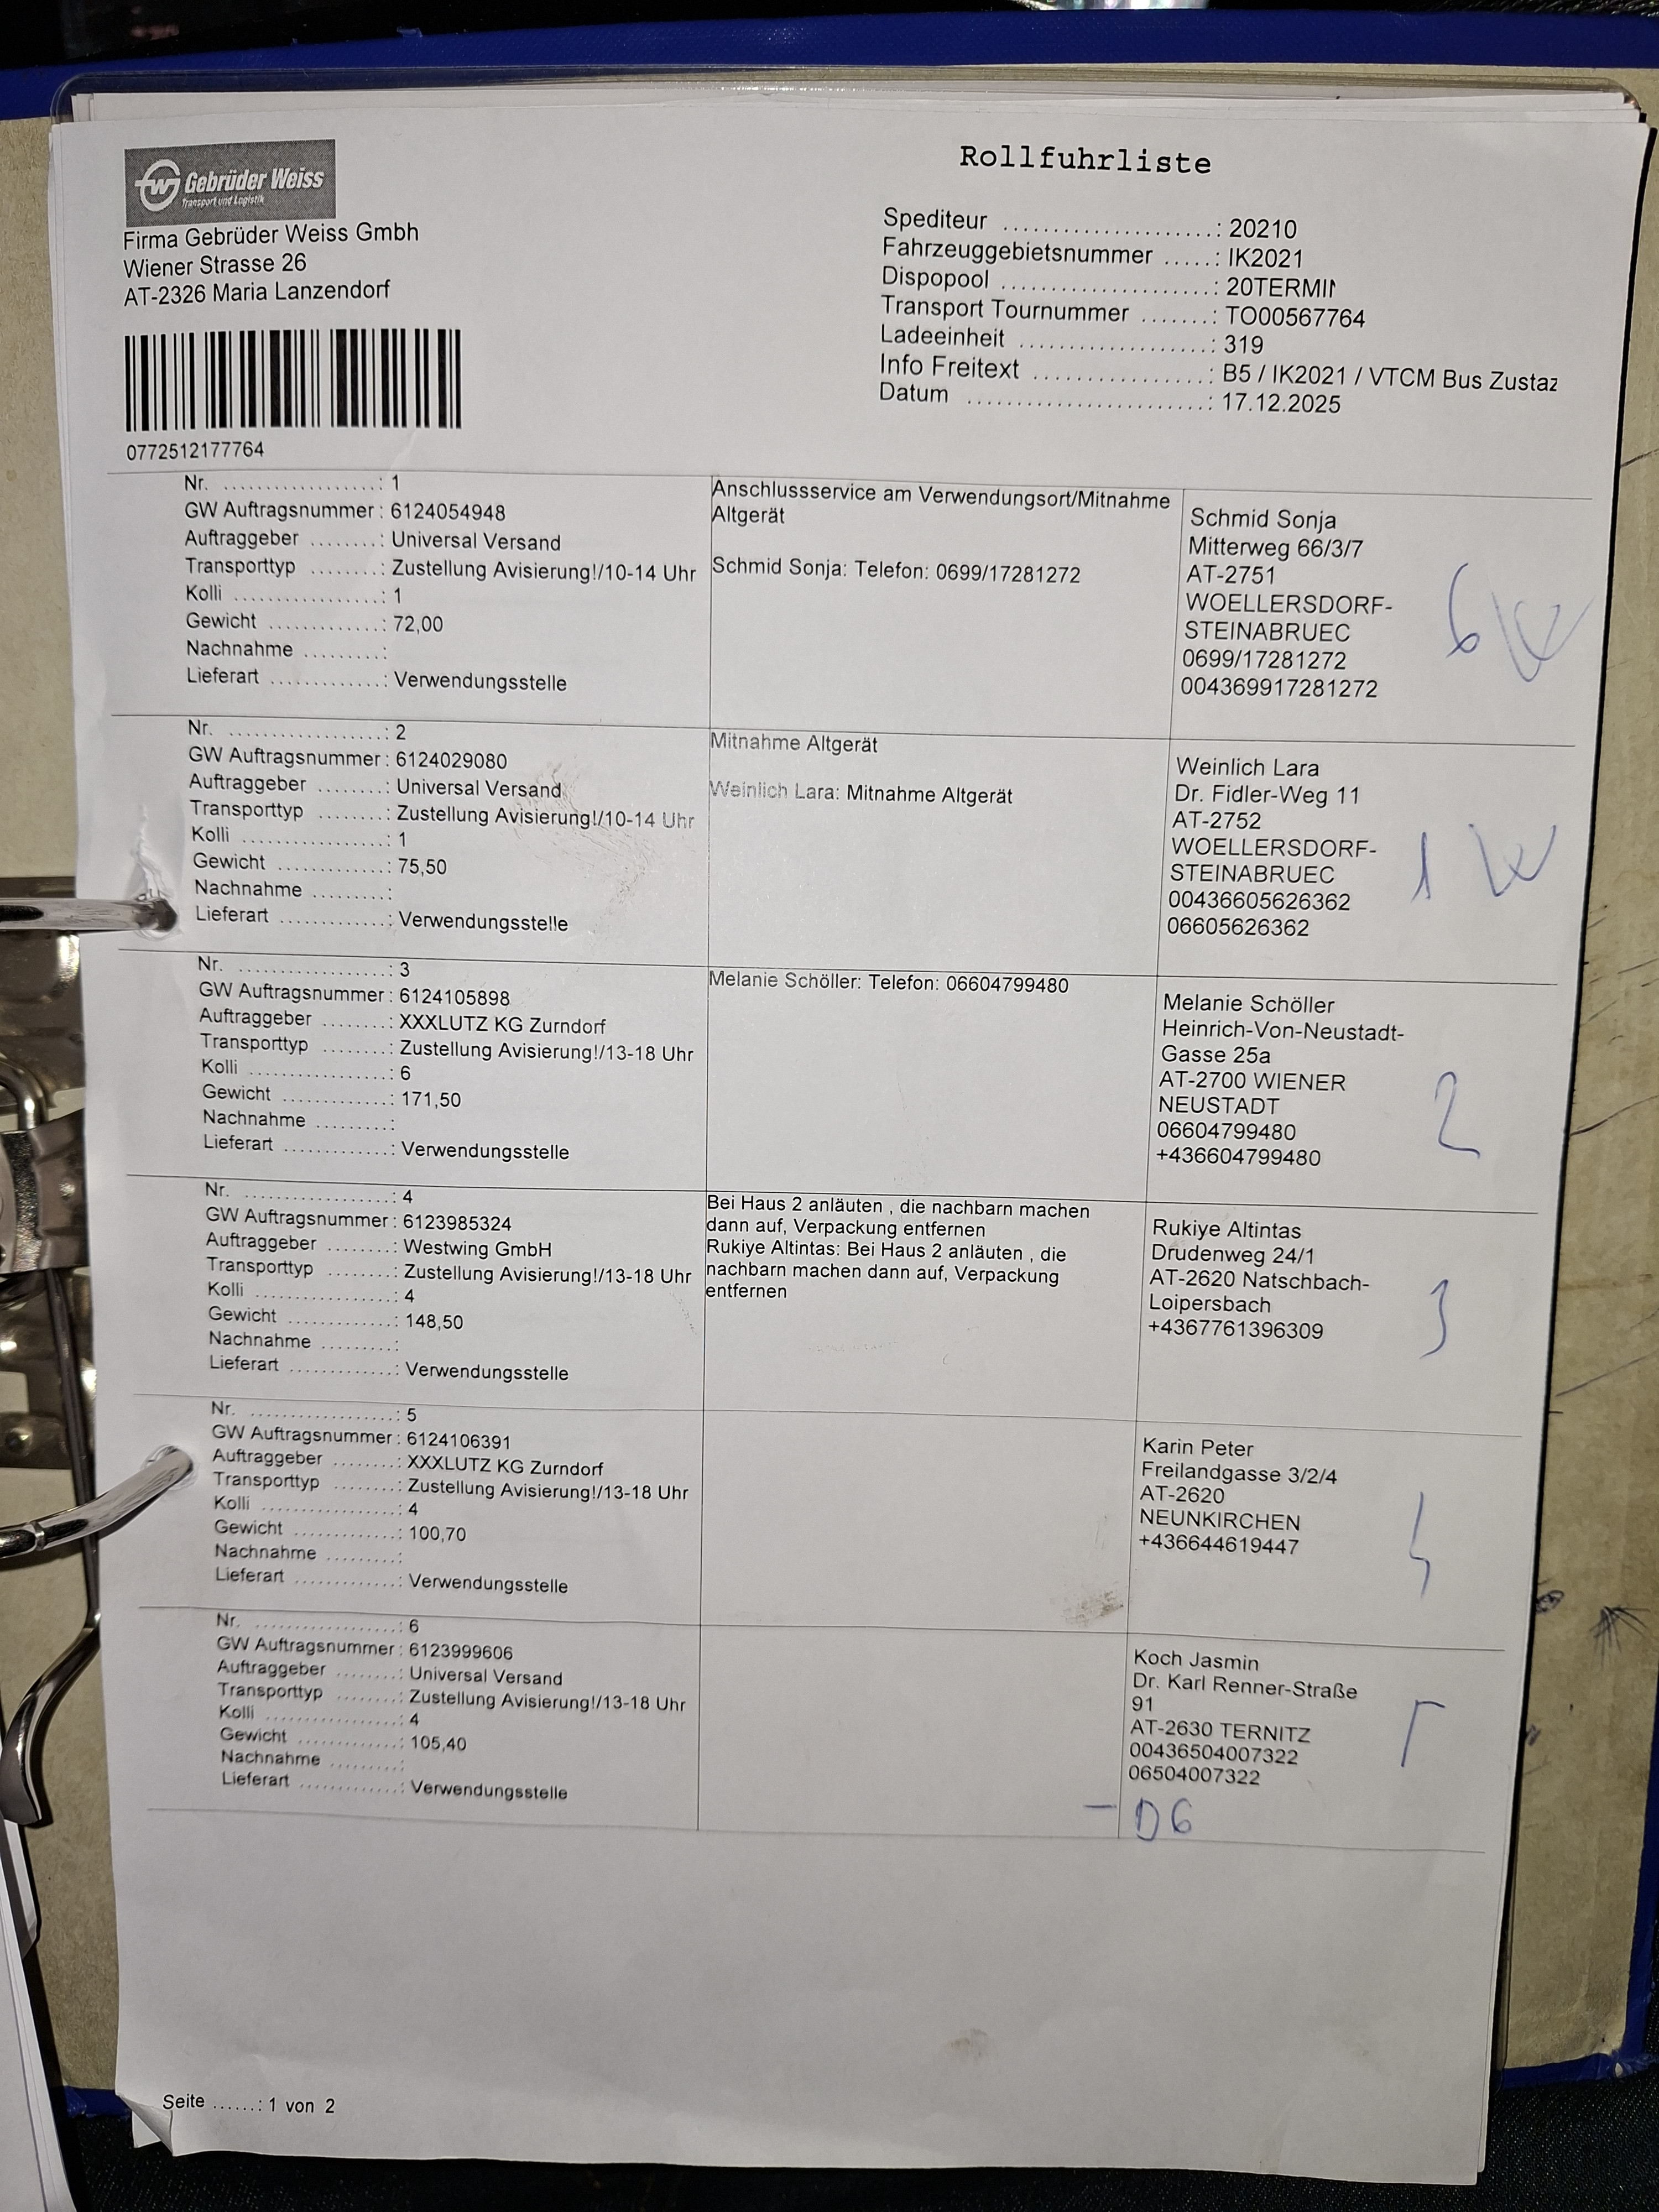 Rollfuhrliste
Gebrüder Weiss
Transport und Logistik
Firma Gebrüder Weiss Gmbh
Wiener Strasse 26
AT-2326 Maria Lanzendorf
0772512177764
Spediteur ......................: 20210
Fahrzeuggebietsnummer .....: IK2021
Dispopool ......................: 20TERMIN
Transport Tournummer .......: TO00567764
Ladeeinheit ....................: 319
Info Freitext ...................: B5 / IK2021 / VTCM Bus Zustaz
Datum .........................: 17.12.2025
Nr. ...................: 1
GW Auftragsnummer : 6124054948
Auftraggeber ........: Universal Versand
Transporttyp ........: Zustellung Avisierung!/10-14 Uhr
Kolli ...................: 1
Gewicht .............: 72,00
Nachnahme .........:
Lieferart .............: Verwendungsstelle
Anschlussservice am Verwendungsort/Mitnahme
Altgerät
Schmid Sonja: Telefon: 0699/17281272
Schmid Sonja
Mitterweg 66/3/7
AT-2751
WOELLERSDORF-
STEINABRUEC
0699/17281272
004369917281272
6
Nr. ...................: 2
GW Auftragsnummer : 6124029080
Auftraggeber ........: Universal Versand
Transporttyp ........: Zustellung Avisierung!/10-14 Uhr
Kolli ...................: 1
Gewicht .............: 75,50
Nachnahme .........:
Lieferart .............: Verwendungsstelle
Mitnahme Altgerät
Weinlich Lara: Mitnahme Altgerät
Weinlich Lara
Dr. Fidler-Weg 11
AT-2752
WOELLERSDORF-
STEINABRUEC
00436605626362
06605626362
1
Nr. ...................: 3
GW Auftragsnummer : 6124105898
Auftraggeber ........: XXXLUTZ KG Zurndorf
Transporttyp ........: Zustellung Avisierung!/13-18 Uhr
Kolli ...................: 6
Gewicht .............: 171,50
Nachnahme .........:
Lieferart .............: Verwendungsstelle
Melanie Schöller: Telefon: 06604799480
Melanie Schöller
Heinrich-Von-Neustadt-
Gasse 25a
AT-2700 WIENER
NEUSTADT
06604799480
+436604799480
2
Nr. ...................: 4
GW Auftragsnummer : 6123985324
Auftraggeber ........: Westwing GmbH
Transporttyp ........: Zustellung Avisierung!/13-18 Uhr
Kolli ...................: 4
Gewicht .............: 148,50
Nachnahme .........:
Lieferart .............: Verwendungsstelle
Bei Haus 2 anläuten , die nachbarn machen
dann auf, Verpackung entfernen
Rukiye Altintas: Bei Haus 2 anläuten , die
nachbarn machen dann auf, Verpackung
entfernen
Rukiye Altintas
Drudenweg 24/1
AT-2620 Natschbach-
Loipersbach
+4367761396309
3
Nr. ...................: 5
GW Auftragsnummer : 6124106391
Auftraggeber ........: XXXLUTZ KG Zurndorf
Transporttyp ........: Zustellung Avisierung!/13-18 Uhr
Kolli ...................: 4
Gewicht .............: 100,70
Nachnahme .........:
Lieferart .............: Verwendungsstelle
Karin Peter
Freilandgasse 3/2/4
AT-2620
NEUNKIRCHEN
+436644619447
4
Nr. ...................: 6
GW Auftragsnummer : 6123999606
Auftraggeber ........: Universal Versand
Transporttyp ........: Zustellung Avisierung!/13-18 Uhr
Kolli ...................: 4
Gewicht .............: 105,40
Nachnahme .........:
Lieferart .............: Verwendungsstelle
Koch Jasmin
Dr. Karl Renner-Straße
91
AT-2630 TERNITZ
00436504007322
06504007322
5
- D6
Seite ......: 1 von 2